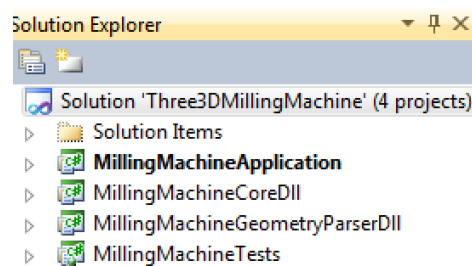 Solution Explorer
Solution 'Three3DMillingMachine' (4 projects)
Solution Items
MillingMachineApplication
MillingMachineCoreDll
MillingMachineGeometryParserDll
MillingMachineTests